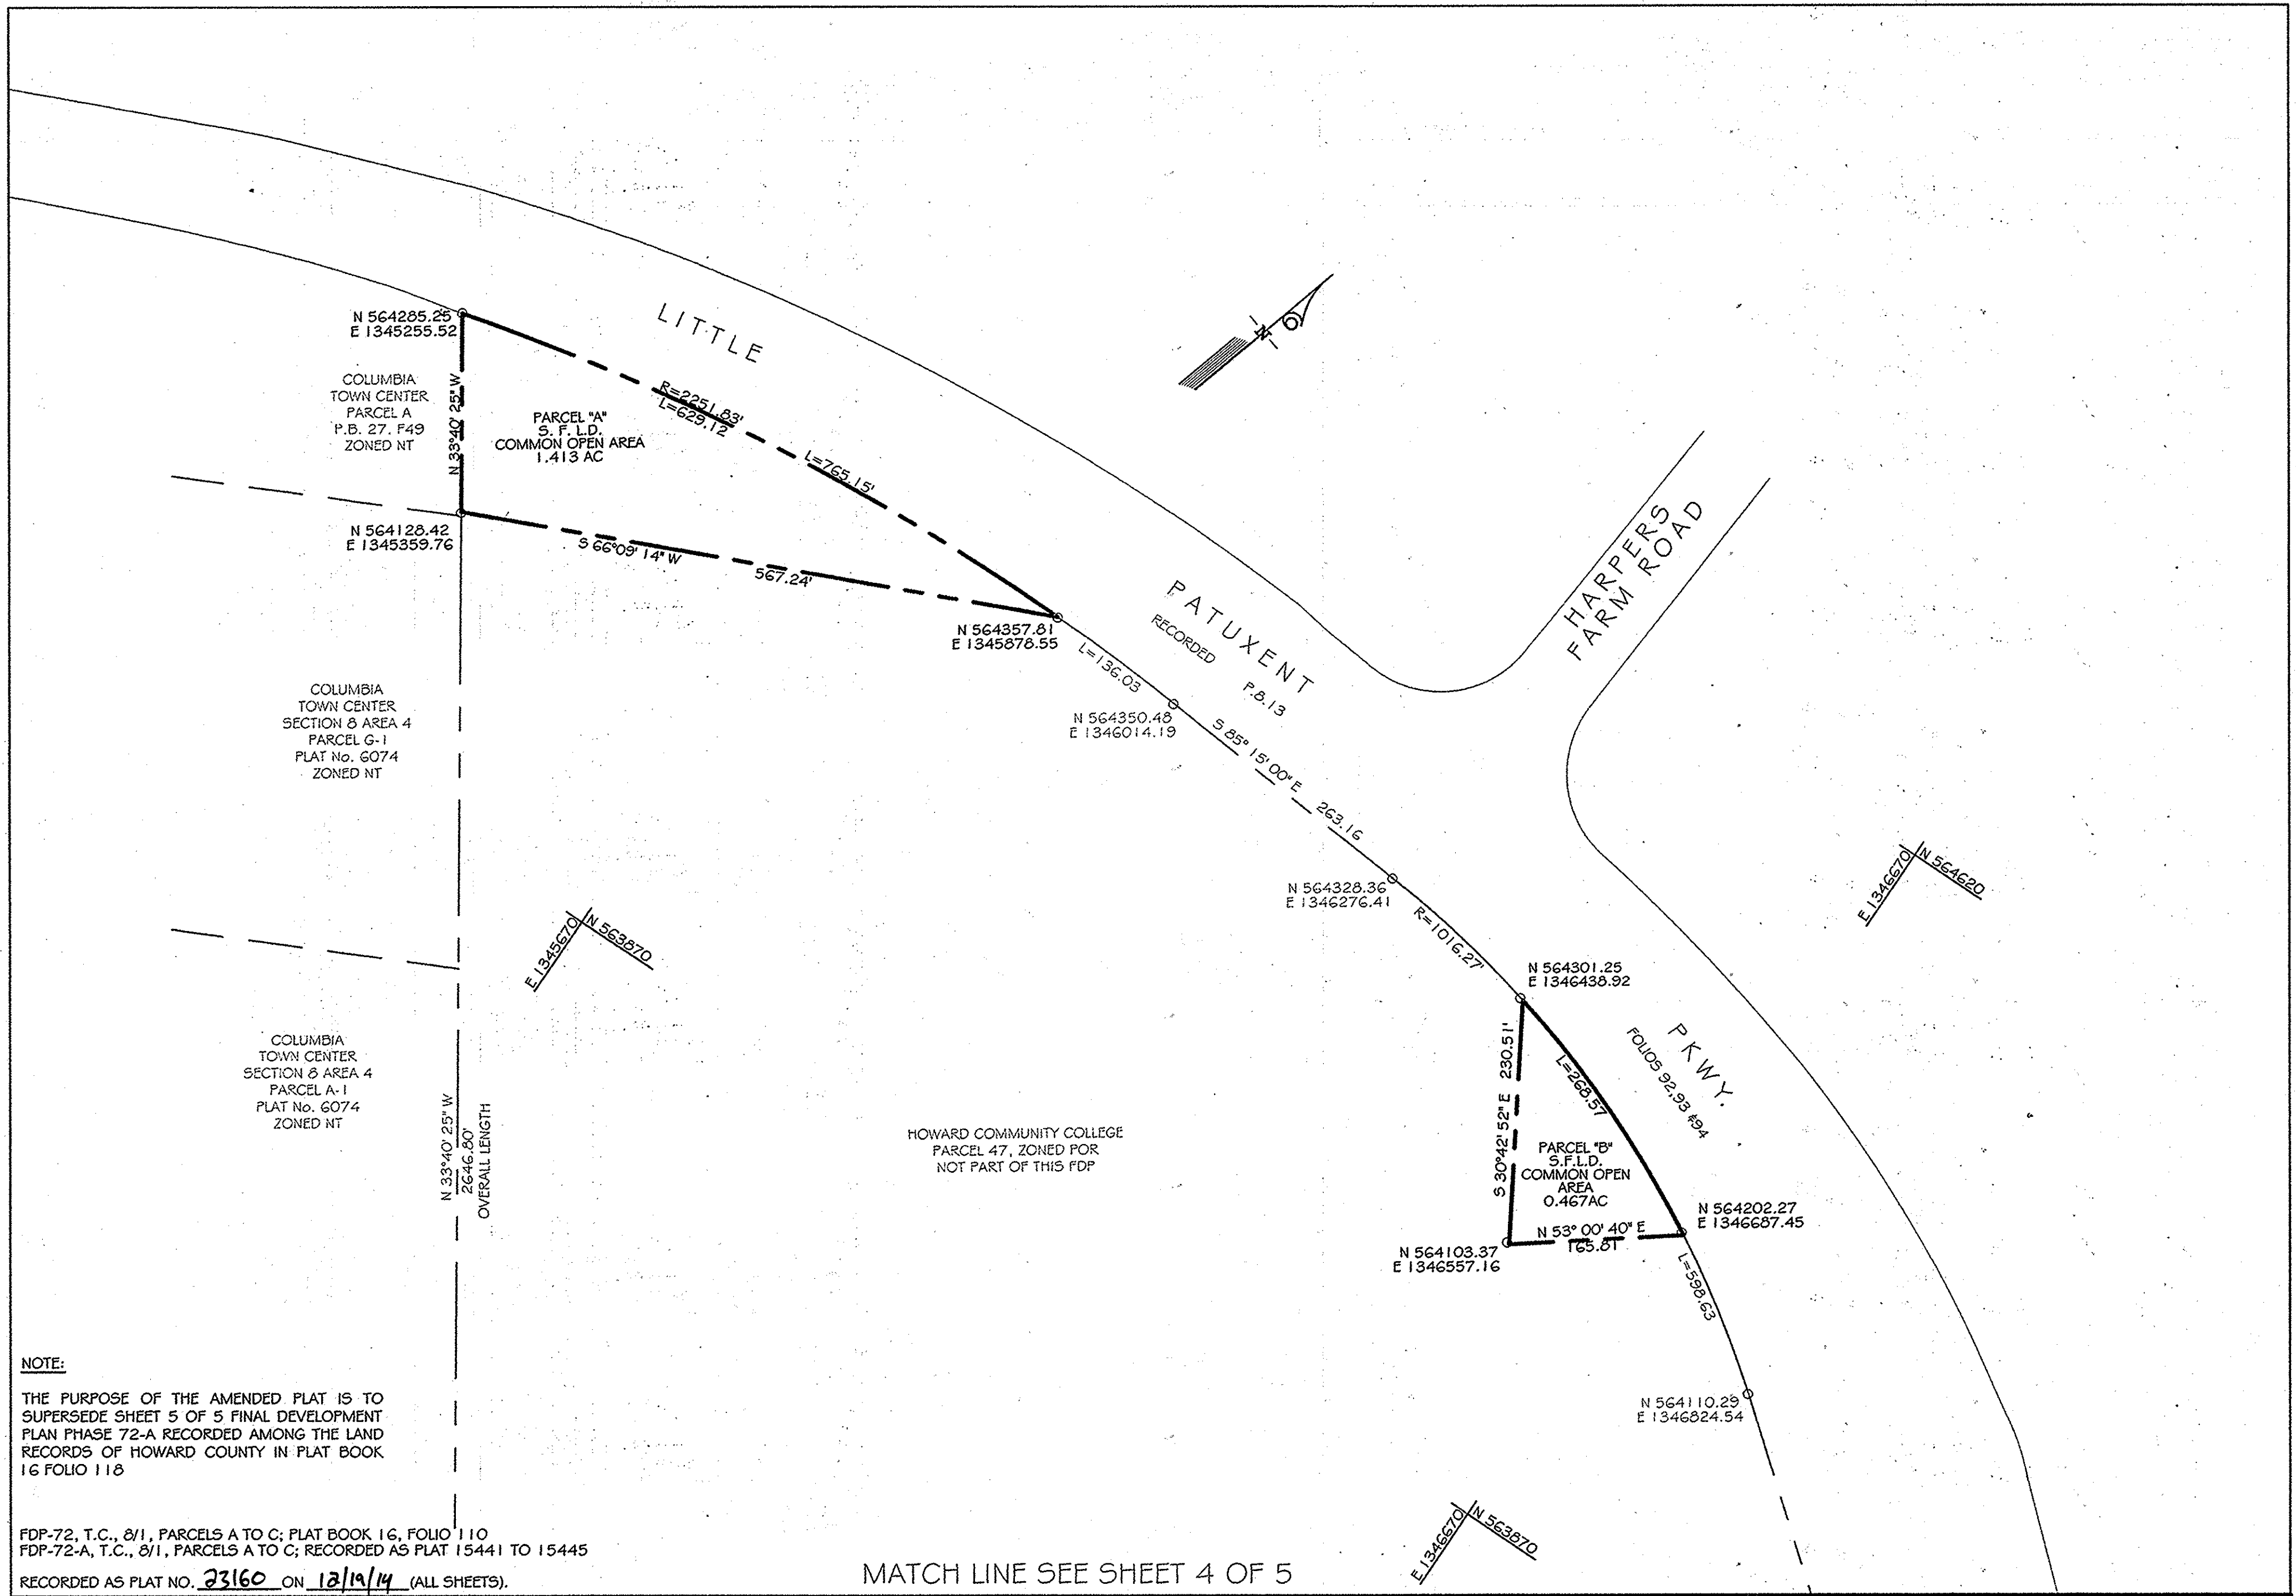 LITTLE
N 564285.25
E 1345255.52
COLUMBIA
TOWN CENTER
PARCEL A
P.B. 27. F49
ZONED NT
N 33°40' 25" W
PARCEL "A"
S. F. L.D.
COMMON OPEN AREA
1.413 AC
R=2251.83'
L=629.12
L=765.15'
N 564128.42
E 1345359.76
S 66°09' 14" W
567.24'
N 564357.81
E 1345878.55
L=136.03
PATUXENT
RECORDED
P.B.13
HARPERS
FARM ROAD
-N-
N 564350.48
E 1346014.19
S 85° 15' 00" E
263.16
COLUMBIA
TOWN CENTER
SECTION 8 AREA 4
PARCEL G-1
PLAT No. 6074
ZONED NT
N 564328.36
E 1346276.41
R=1016.27'
E 1346670
N 564620
E 1345670
N 563870
N 564301.25
E 1346438.92
PKWY.
FOLIOS 92,93 &94
L=268.57
S 30°42' 52" E 230.51'
PARCEL "B"
S.F.L.D.
COMMON OPEN
AREA
0.467AC
N 53° 00' 40" E
165.81
N 564202.27
E 1346687.45
N 564103.37
E 1346557.16
L=598.63
COLUMBIA
TOWN CENTER
SECTION 8 AREA 4
PARCEL A-1
PLAT No. 6074
ZONED NT
N 33°40' 25" W
2646.80'
OVERALL LENGTH
HOWARD COMMUNITY COLLEGE
PARCEL 47, ZONED POR
NOT PART OF THIS FDP
N 564110.29
E 1346824.54
E 1346670
N 563870
NOTE:
THE PURPOSE OF THE AMENDED PLAT IS TO
SUPERSEDE SHEET 5 OF 5 FINAL DEVELOPMENT
PLAN PHASE 72-A RECORDED AMONG THE LAND
RECORDS OF HOWARD COUNTY IN PLAT BOOK
16 FOLIO 118
FDP-72, T.C., 8/1, PARCELS A TO C; PLAT BOOK 16, FOLIO 110
FDP-72-A, T.C., 8/1, PARCELS A TO C; RECORDED AS PLAT 15441 TO 15445
RECORDED AS PLAT NO. 23160 ON 12/19/14 (ALL SHEETS).
MATCH LINE SEE SHEET 4 OF 5